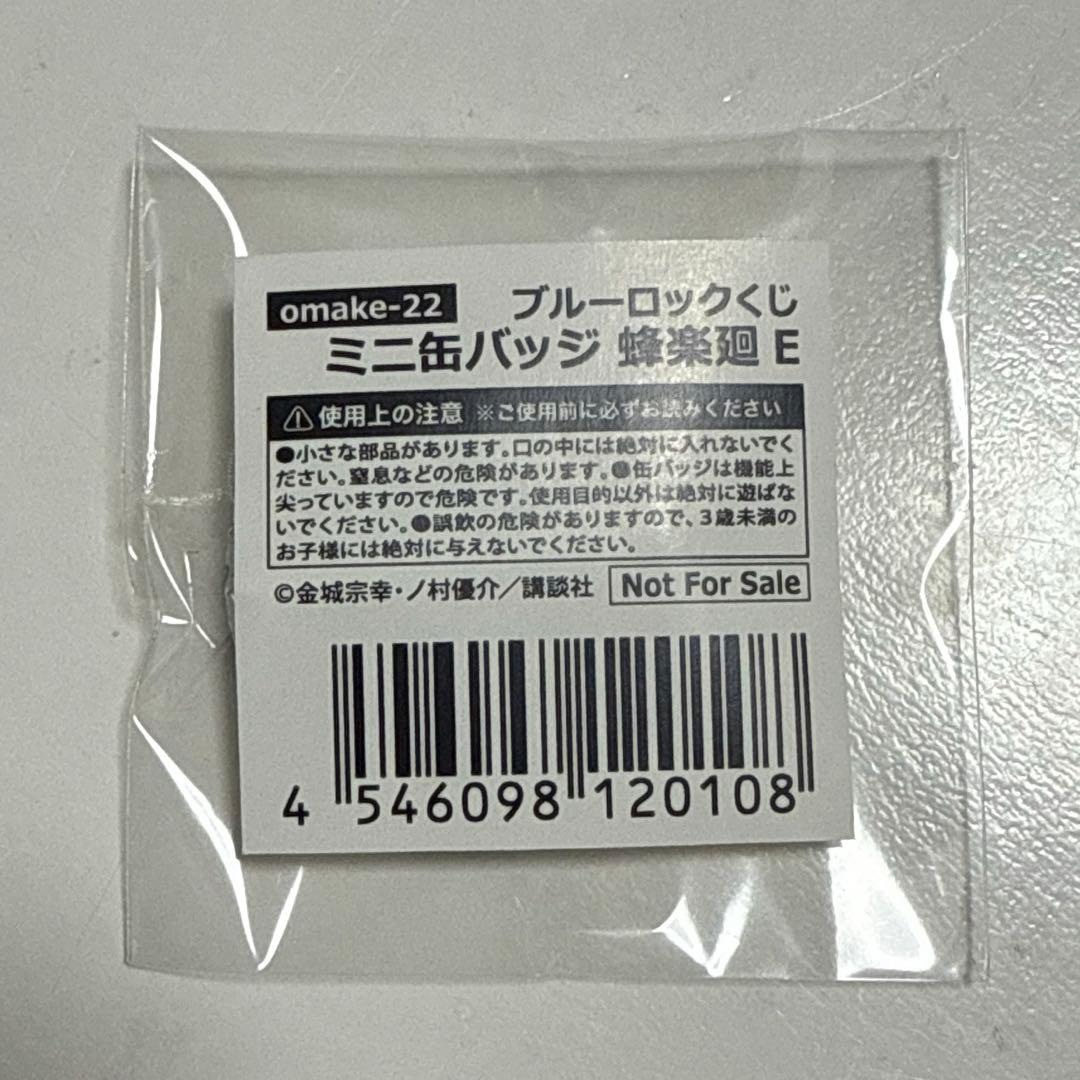 omake-22 ブルーロックくじ
ミニ缶バッジ 蜂楽廻 E
⚠使用上の注意 ※ご使用前に必ずお読みください
●小さな部品があります。口の中には絶対に入れないでく
ださい。窒息などの危険があります。●缶バッジは機能上
尖っていますので危険です。使用目的以外は絶対に遊ばな
いでください。●誤飲の危険がありますので、3歳未満の
お子様には絶対に与えないでください。
©金城宗幸・ノ村優介／講談社 Not For Sale
4 546098 120108